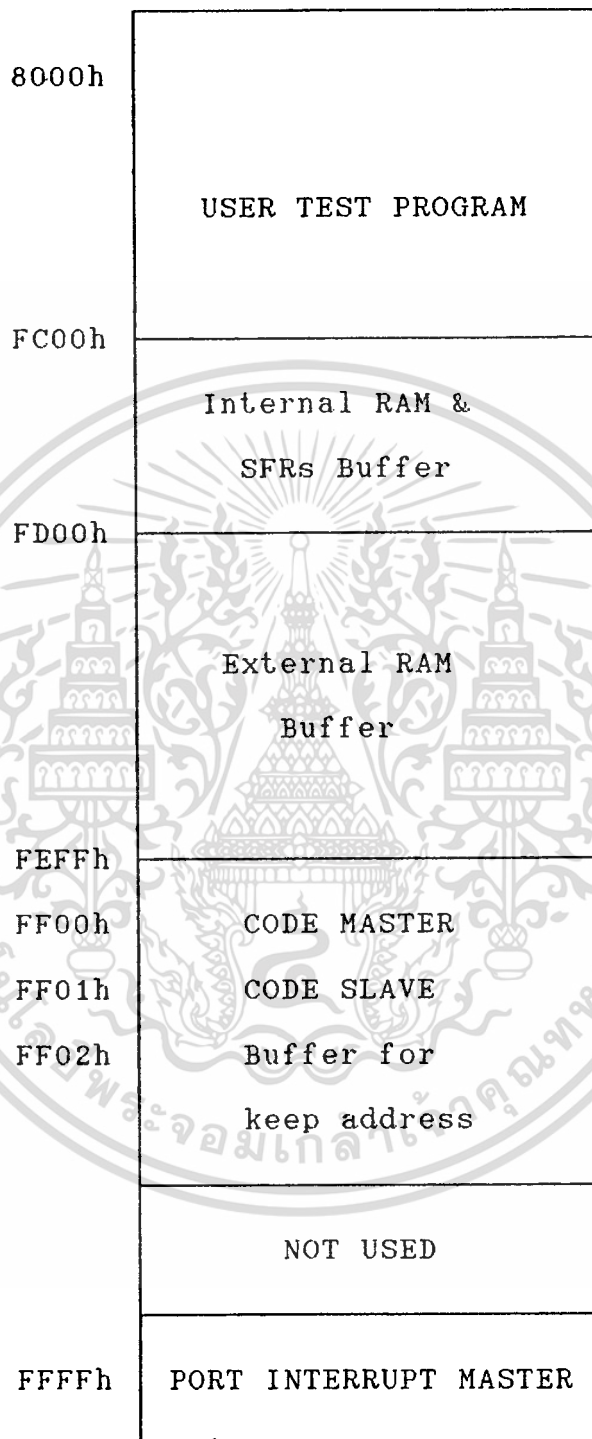 8000h
USER TEST PROGRAM
FC00h
Internal RAM &
SFRs Buffer
FD00h
External RAM
Buffer
FEFFh
FF00h CODE MASTER
FF01h CODE SLAVE
FF02h Buffer for
keep address
NOT USED
FFFFh PORT INTERRUPT MASTER